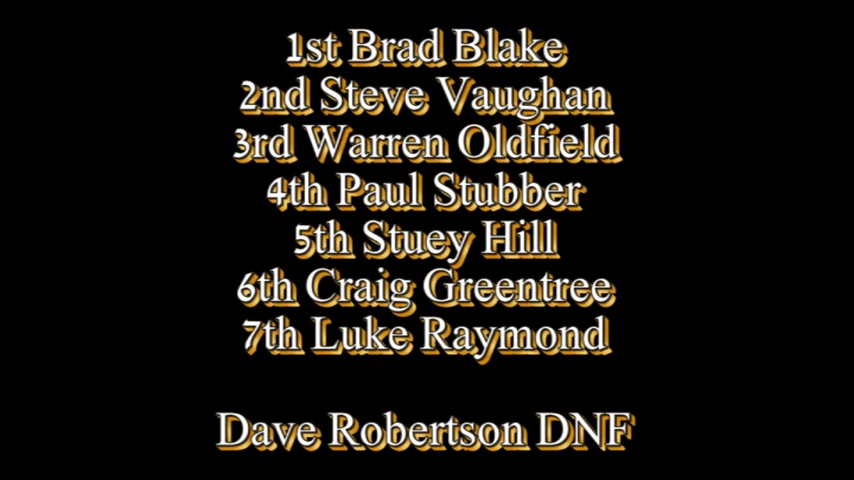 1st Brad Blake
2nd Steve Vaughan
3rd Warren Oldfield
4th Paul Stubber
5th Stuey Hill
6th Craig Greentree
7th Luke Raymond
Dave Robertson DNF